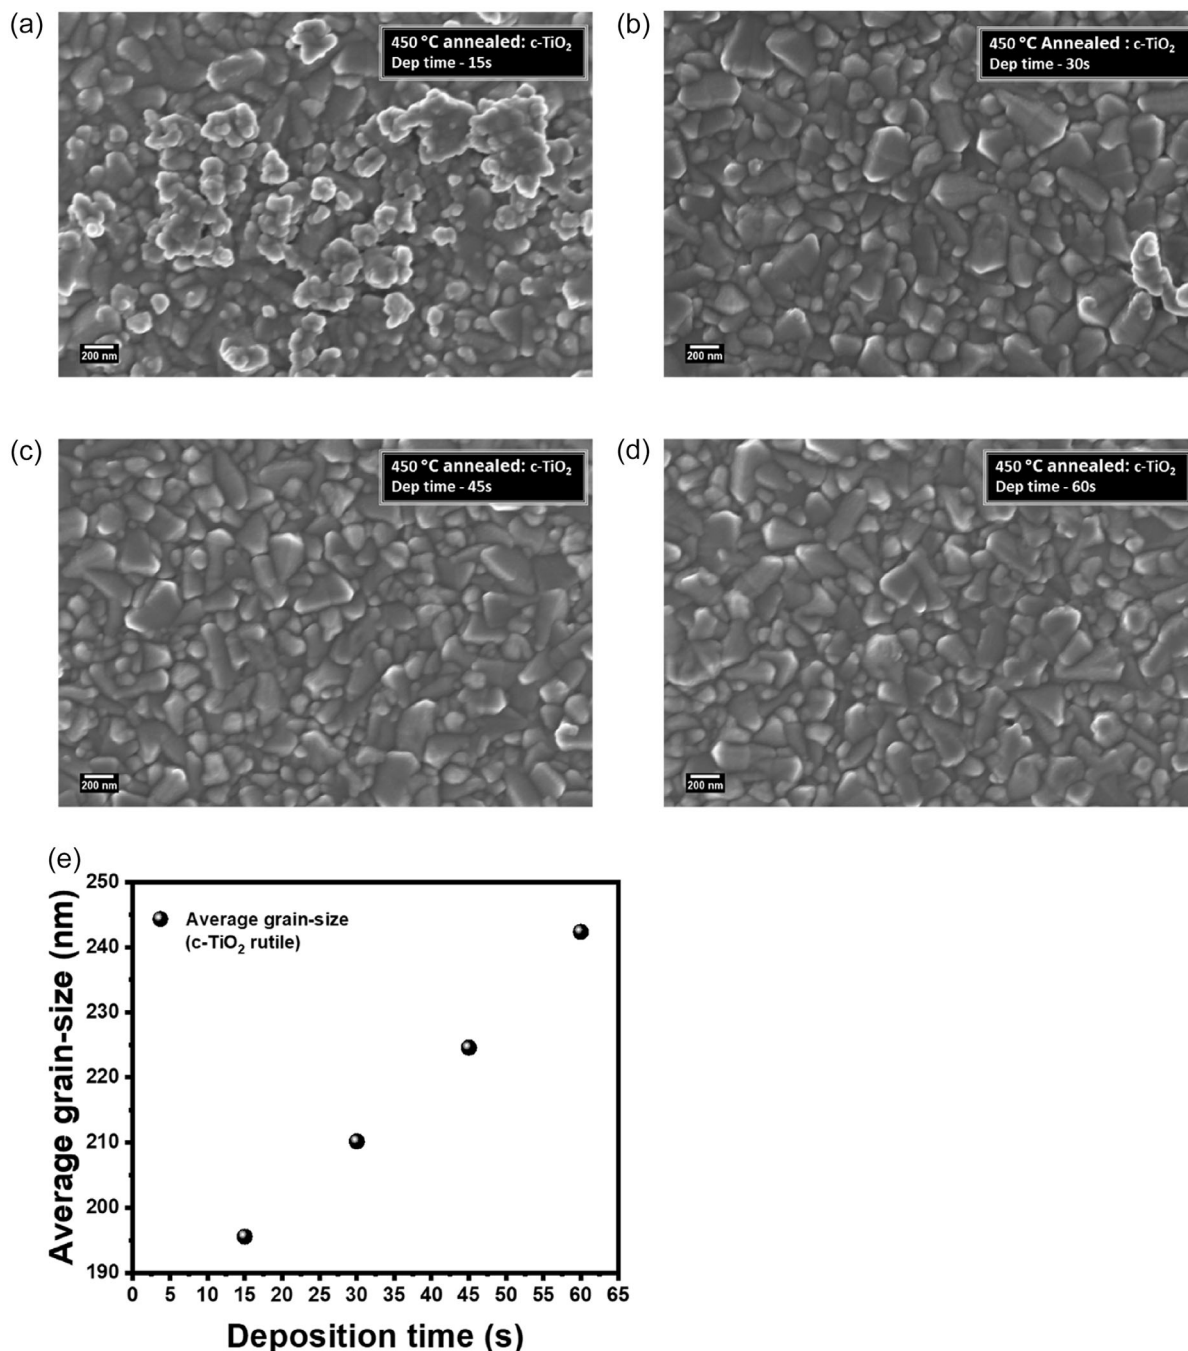 (a)
450 °C annealed: c-TiO₂
Dep time - 15s
200 nm
(b)
450 °C Annealed : c-TiO₂
Dep time - 30s
200 nm
(c)
450 °C annealed: c-TiO₂
Dep time - 45s
200 nm
(d)
450 °C annealed: c-TiO₂
Dep time - 60s
200 nm
(e)
Average grain-size (nm)
250
240
230
220
210
200
190
Average grain-size
(c-TiO₂ rutile)
0 5 10 15 20 25 30 35 40 45 50 55 60 65
Deposition time (s)